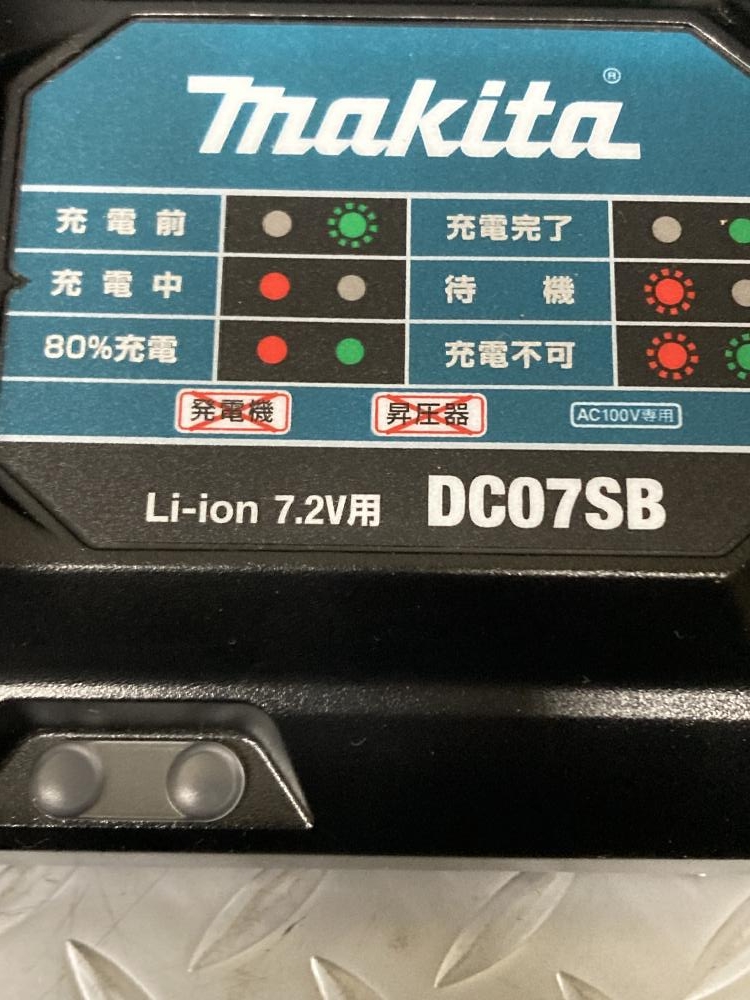 makita®
充電前 充電完了
充電中 待機
80%充電 充電不可
発電機 昇圧器 AC100V専用
Li-ion 7.2V用 DC07SB